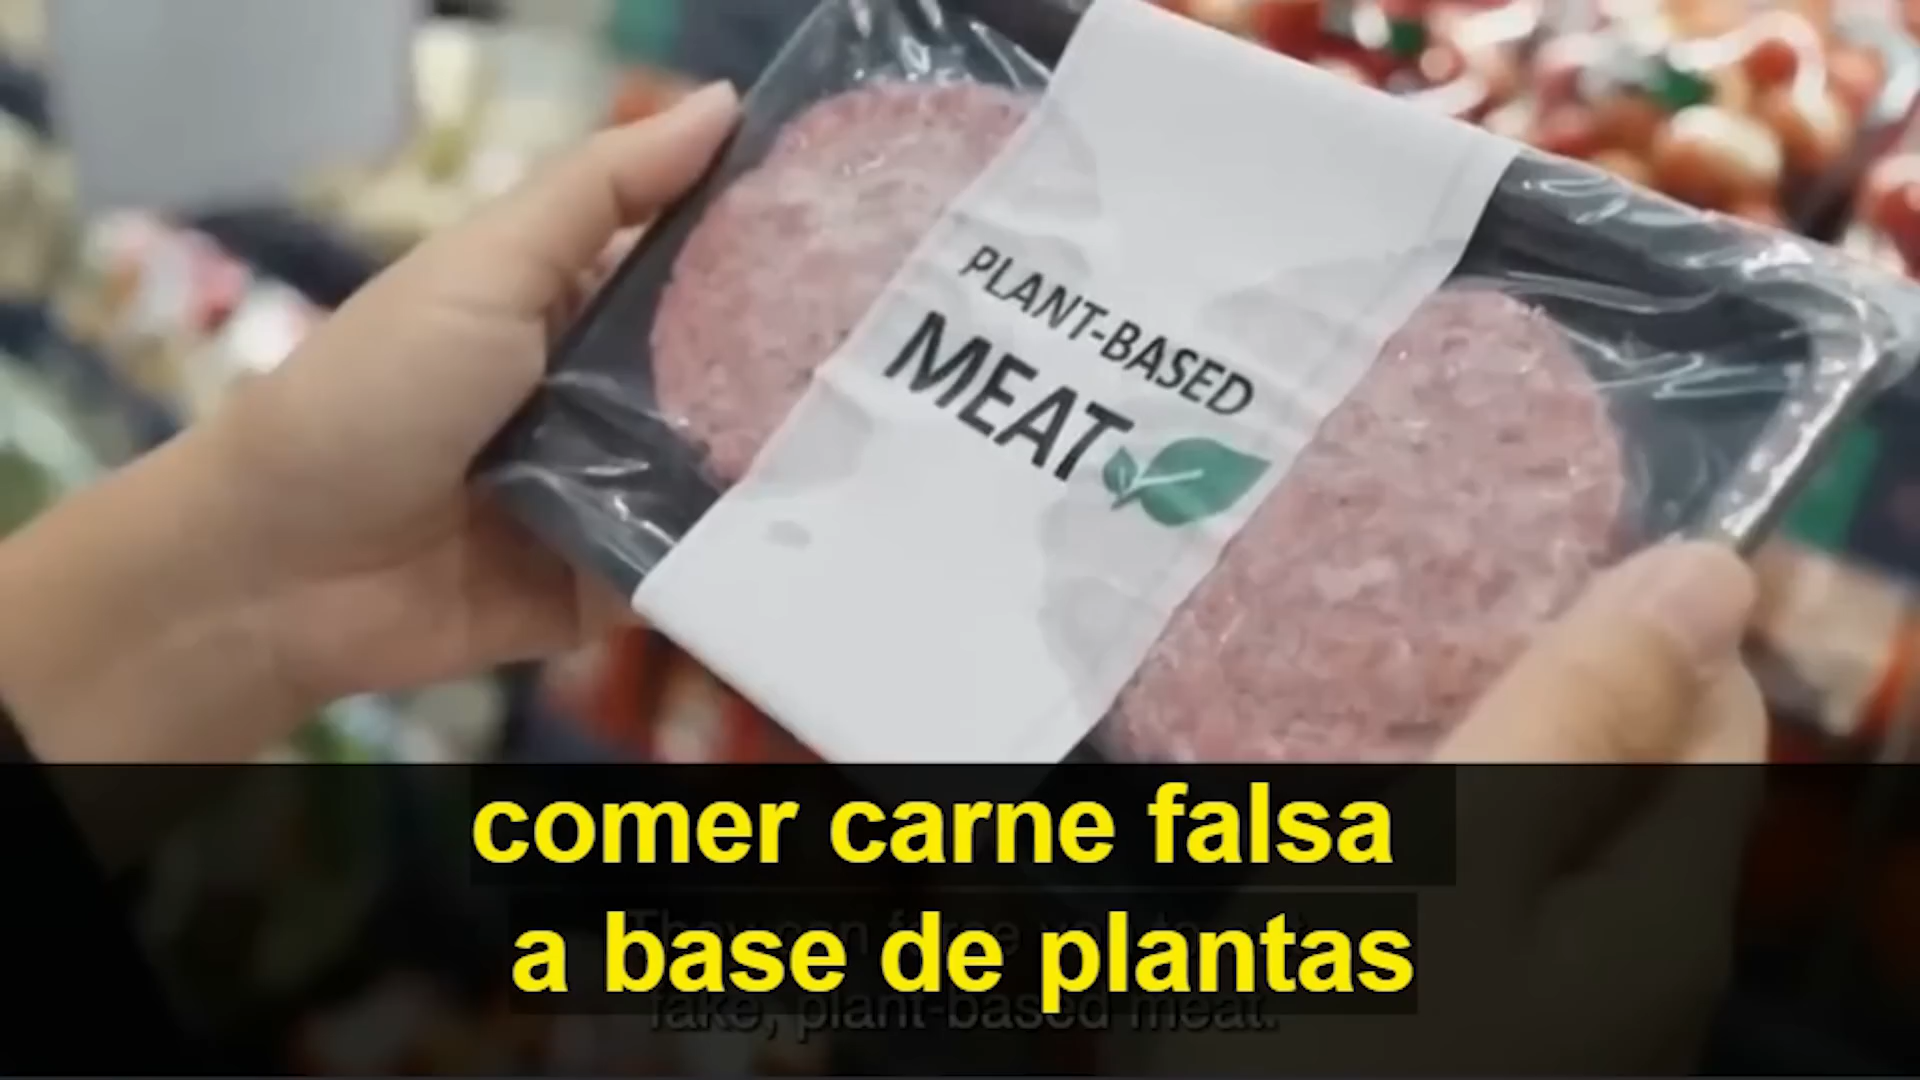 PLANT-BASED
MEAT
comer carne falsa
a base de plantas
fake, plant-based meat.